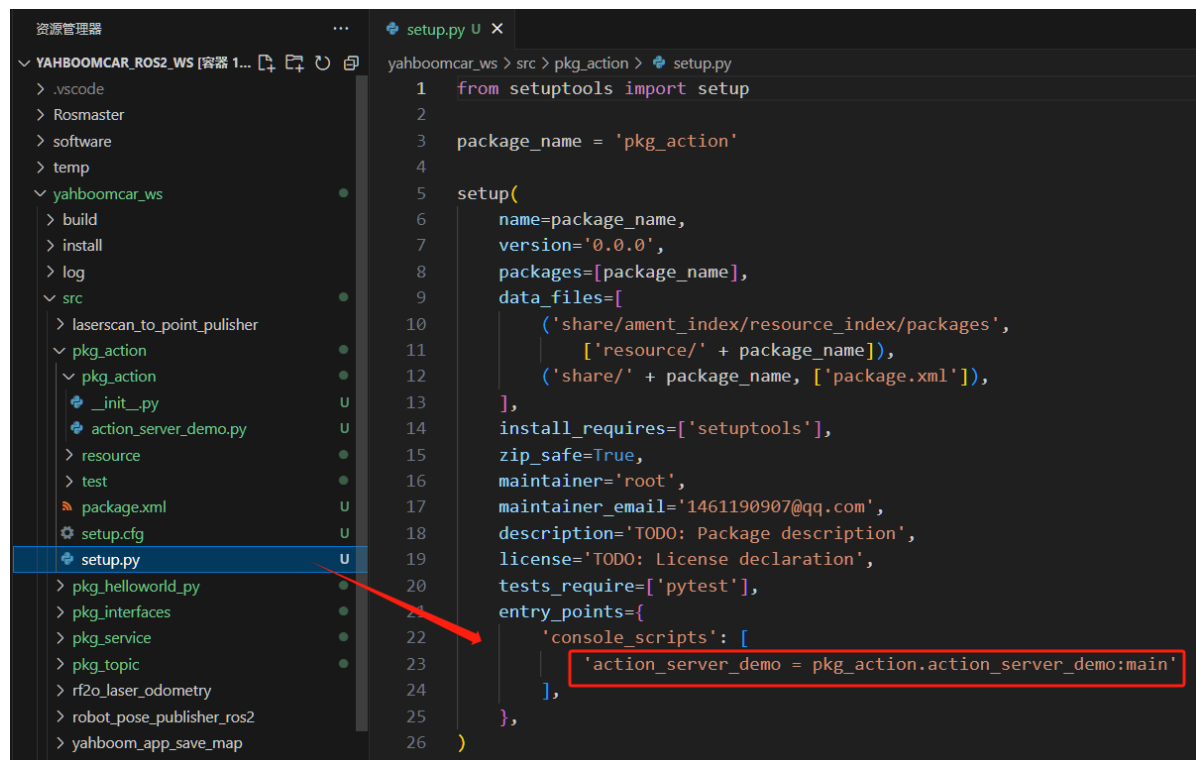 资源管理器
YAHBOOMCAR_ROS2_WS [容器 1...
.vscode
Rosmaster
software
temp
yahboomcar_ws
build
install
log
src
laserscan_to_point_pulisher
pkg_action
pkg_action
__init__.py U
action_server_demo.py U
resource
test
package.xml U
setup.cfg U
setup.py U
pkg_helloworld_py
pkg_interfaces
pkg_service
pkg_topic
rf2o_laser_odometry
robot_pose_publisher_ros2
yahboom_app_save_map
setup.py U
yahboomcar_ws > src > pkg_action > setup.py
1 from setuptools import setup
2
3 package_name = 'pkg_action'
4
5 setup(
6     name=package_name,
7     version='0.0.0',
8     packages=[package_name],
9     data_files=[
10         ('share/ament_index/resource_index/packages',
11             ['resource/' + package_name]),
12         ('share/' + package_name, ['package.xml']),
13     ],
14     install_requires=['setuptools'],
15     zip_safe=True,
16     maintainer='root',
17     maintainer_email='1461190907@qq.com',
18     description='TODO: Package description',
19     license='TODO: License declaration',
20     tests_require=['pytest'],
21     entry_points={
22         'console_scripts': [
23             'action_server_demo = pkg_action.action_server_demo:main'
24         ],
25     },
26 )